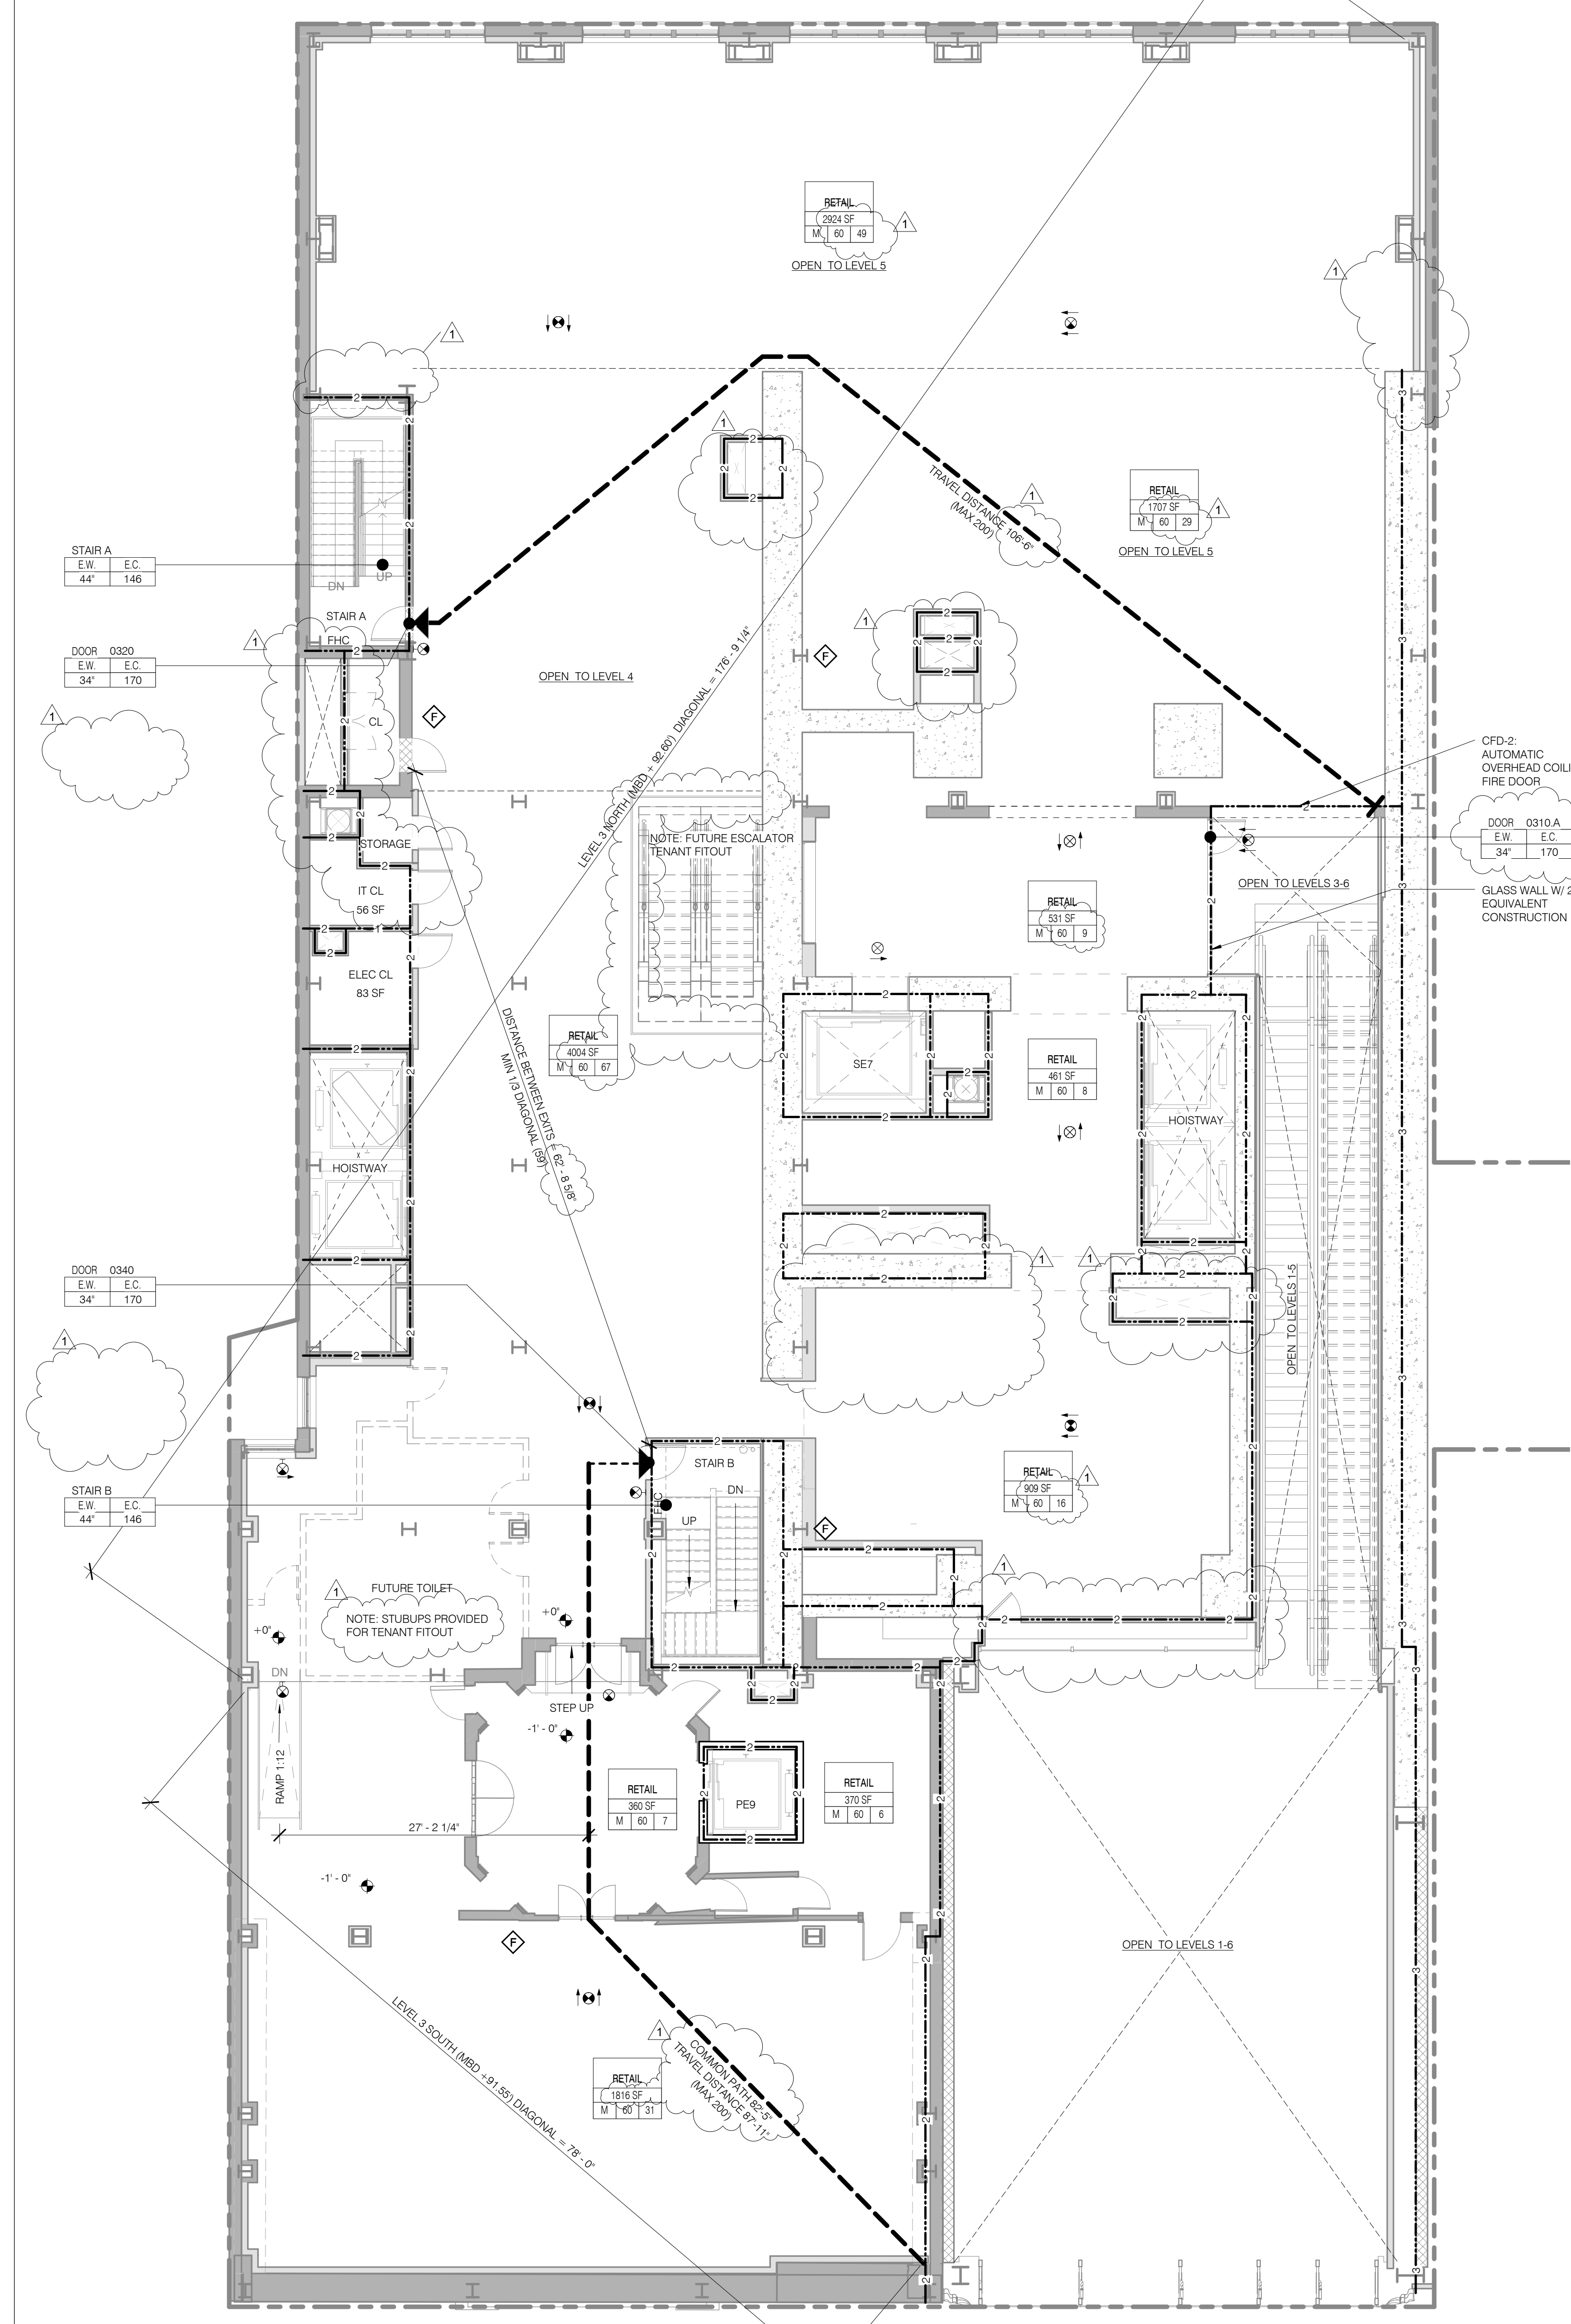 RETAIL
2924 SF
M 60 49
1
OPEN TO LEVEL 5
1
1
1
TRAVEL DISTANCE 106'-6"
(MAX 200')
1
RETAIL
1707 SF
M 60 29
1
OPEN TO LEVEL 5
STAIR A
E.W. E.C.
44" 146
DN
UP
STAIR A
FHC
DOOR 0320
E.W. E.C.
34" 170
1
1
CL
F
OPEN TO LEVEL 4
F
1
LEVEL 3 NORTH (MBD + 92.60') DIAGONAL = 176' - 9 1/4"
CFD-2:
AUTOMATIC
OVERHEAD COILI
FIRE DOOR
DOOR 0310.A
E.W. E.C.
34" 170
NOTE: FUTURE ESCALATOR
TENANT FITOUT
STORAGE
IT CL
56 SF
ELEC CL
83 SF
RETAIL
531 SF
M 60 9
OPEN TO LEVELS 3-6
GLASS WALL W/ 2
EQUIVALENT
CONSTRUCTION
DISTANCE BETWEEN EXITS = 62' - 8 5/8"
MIN 1/3 DIAGONAL (59')
RETAIL
4004 SF
M 60 67
SE7
RETAIL
461 SF
M 60 8
HOISTWAY
HOISTWAY
DOOR 0340
E.W. E.C.
34" 170
1
1
1
OPEN TO LEVELS 1-5
STAIR B
E.W. E.C.
44" 146
STAIR B
FHC
UP
DN
F
RETAIL
909 SF
M 60 16
1
1
1
FUTURE TOILET
NOTE: STUBUPS PROVIDED
FOR TENANT FITOUT
+0"
+0"
DN
RAMP 1:12
STEP UP
-1' - 0"
27' - 2 1/4"
RETAIL
360 SF
M 60 7
PE9
RETAIL
370 SF
M 60 6
-1' - 0"
F
OPEN TO LEVELS 1-6
LEVEL 3 SOUTH (MBD +91.55') DIAGONAL = 78' - 0"
1
COMMON PATH 82'-5"
TRAVEL DISTANCE 87'-11"
(MAX 200')
RETAIL
1816 SF
M 60 31